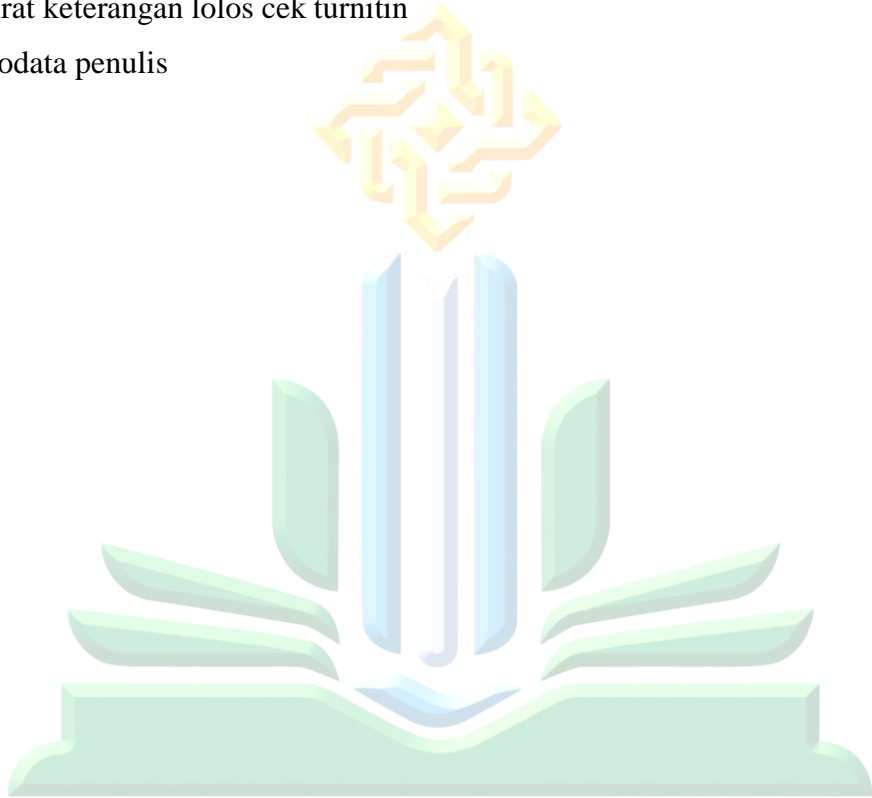 rat keterangan lolos cek turnitin
odata penulis